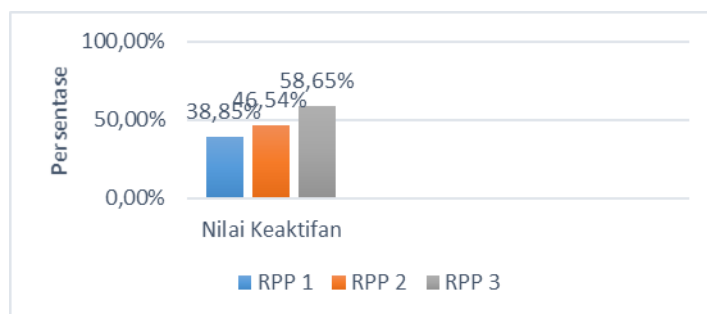 100,00%
58,65%
46,54%
38,85%
50,00%
0,00%
Persentase
Nilai Keaktifan
RPP 1 RPP 2 RPP 3